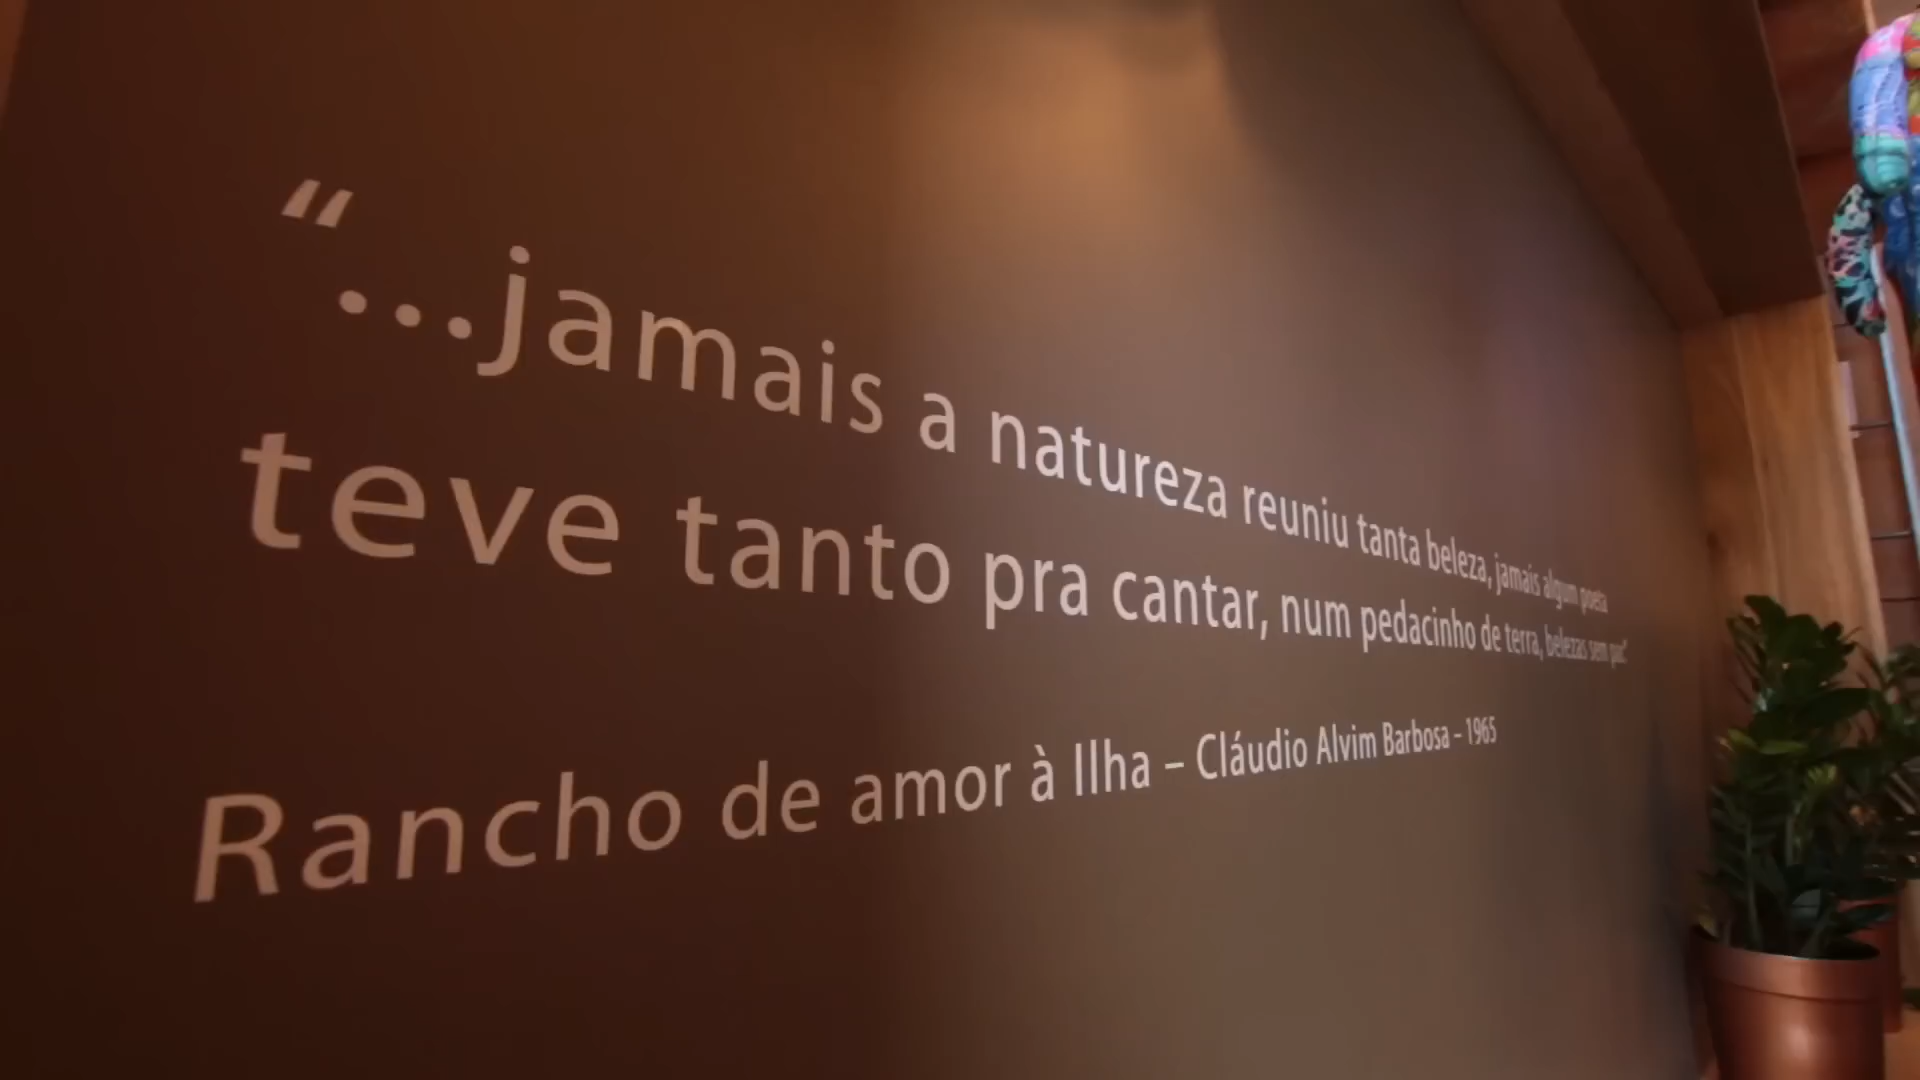 “...jamais a natureza reuniu tanta beleza, jamais algum poeta
teve tanto pra cantar, num pedacinho de terra, belezas sem par.”
Rancho de amor à Ilha – Cláudio Alvim Barbosa – 1965